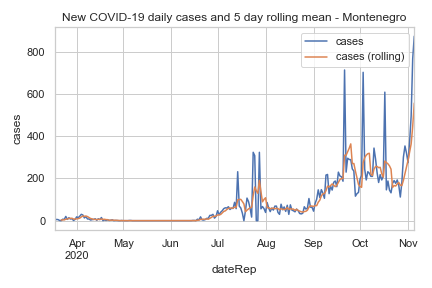 New COVID-19 daily cases and 5 day rolling mean - Montenegro
cases
cases (rolling)
800
600
400
200
0
cases
Apr
2020
May
Jun
Jul
Aug
Sep
Oct
Nov
dateRep